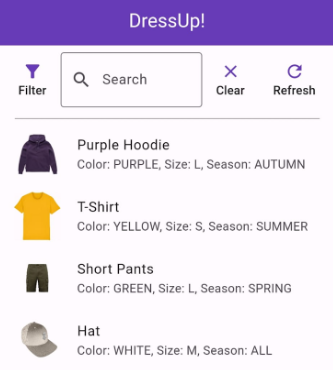 DressUp!
Filter
Search
Clear
Refresh
Purple Hoodie
Color: PURPLE, Size: L, Season: AUTUMN
T-Shirt
Color: YELLOW, Size: S, Season: SUMMER
Short Pants
Color: GREEN, Size: L, Season: SPRING
Hat
Color: WHITE, Size: M, Season: ALL